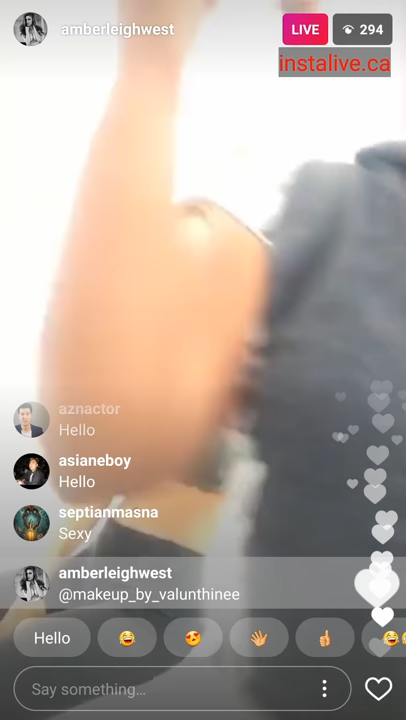 amberleighwest
LIVE
294
instalive.ca
aznactor
Hello
asianeboy
Hello
septianmasna
Sexy
amberleighwest
@makeup_by_valunthinee
Hello
Say something...